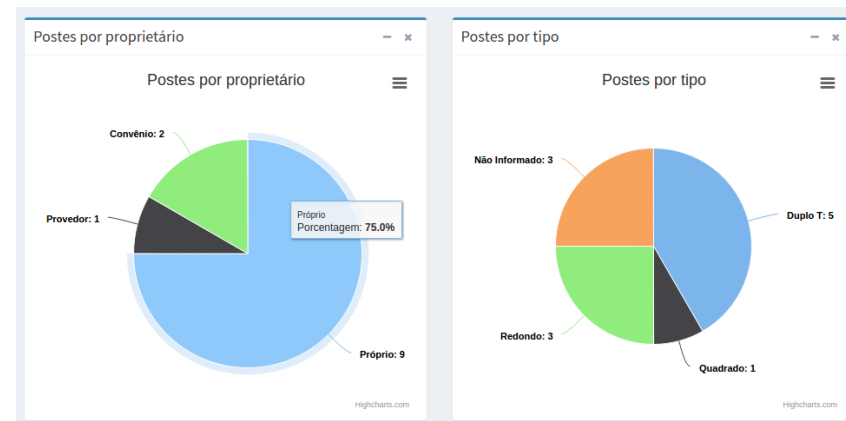 Postes por proprietário
Postes por proprietário
Convênio: 2
Provedor: 1
Próprio
Porcentagem: 75.0%
Próprio: 9
Highcharts.com
Postes por tipo
Postes por tipo
Não Informado: 3
Duplo T: 5
Redondo: 3
Quadrado: 1
Highcharts.com